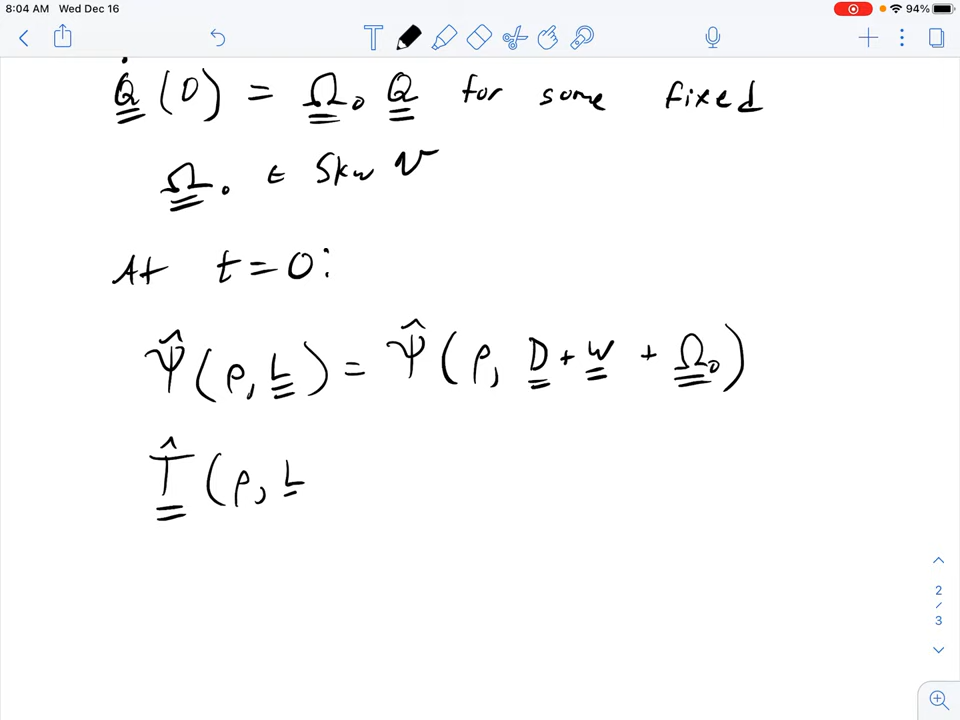 8:04 AM Wed Dec 16
94%
T
Q̇ (0) = Ω₀ Q for some fixed
Ω₀ ∈ Skw V
At t = 0:
Ψ̂(ρ, L) = Ψ̂(ρ, D + W + Ω₀)
T̂(ρ, L
2
/
3